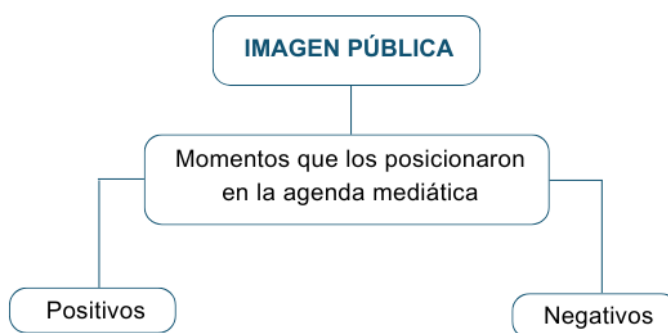 IMAGEN PÚBLICA
Momentos que los posicionaron
en la agenda mediática
Positivos
Negativos